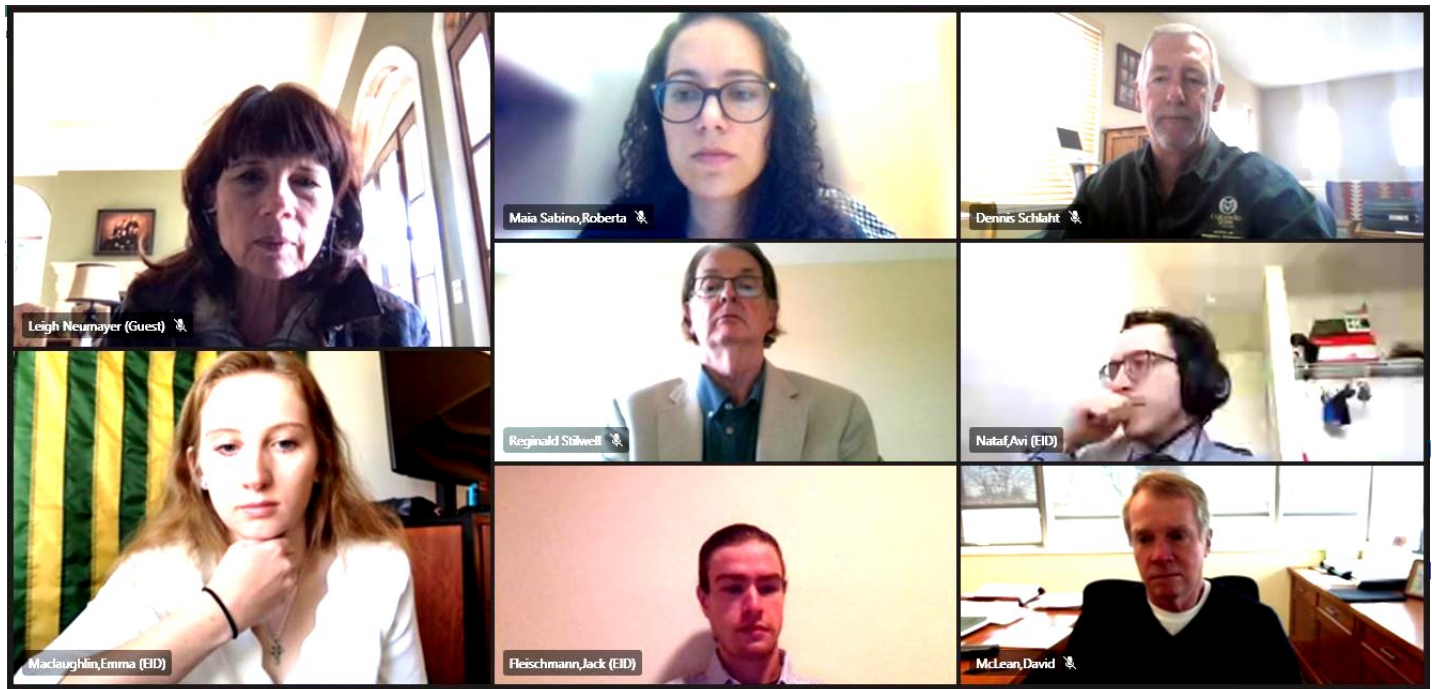 Maia Sabino,Roberta
Dennis Schlaht
Leigh Neumayer (Guest)
Reginald Stilwell
Nataf,Avi (EID)
Maclaughlin,Emma (EID)
Fleischmann,Jack (EID)
McLean,David